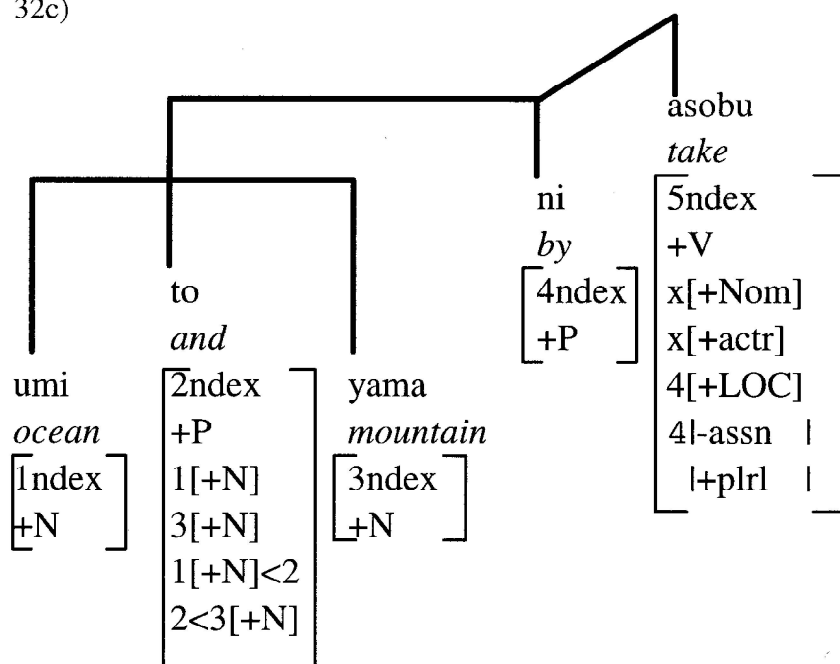 32c)
asobu
take
5ndex
+V
x[+Nom]
x[+actr]
4[+LOC]
4|-assn |
|+plrl |
ni
by
4ndex
+P
to
and
2ndex
+P
1[+N]
3[+N]
1[+N]<2
2<3[+N]
umi
ocean
1ndex
+N
yama
mountain
3ndex
+N